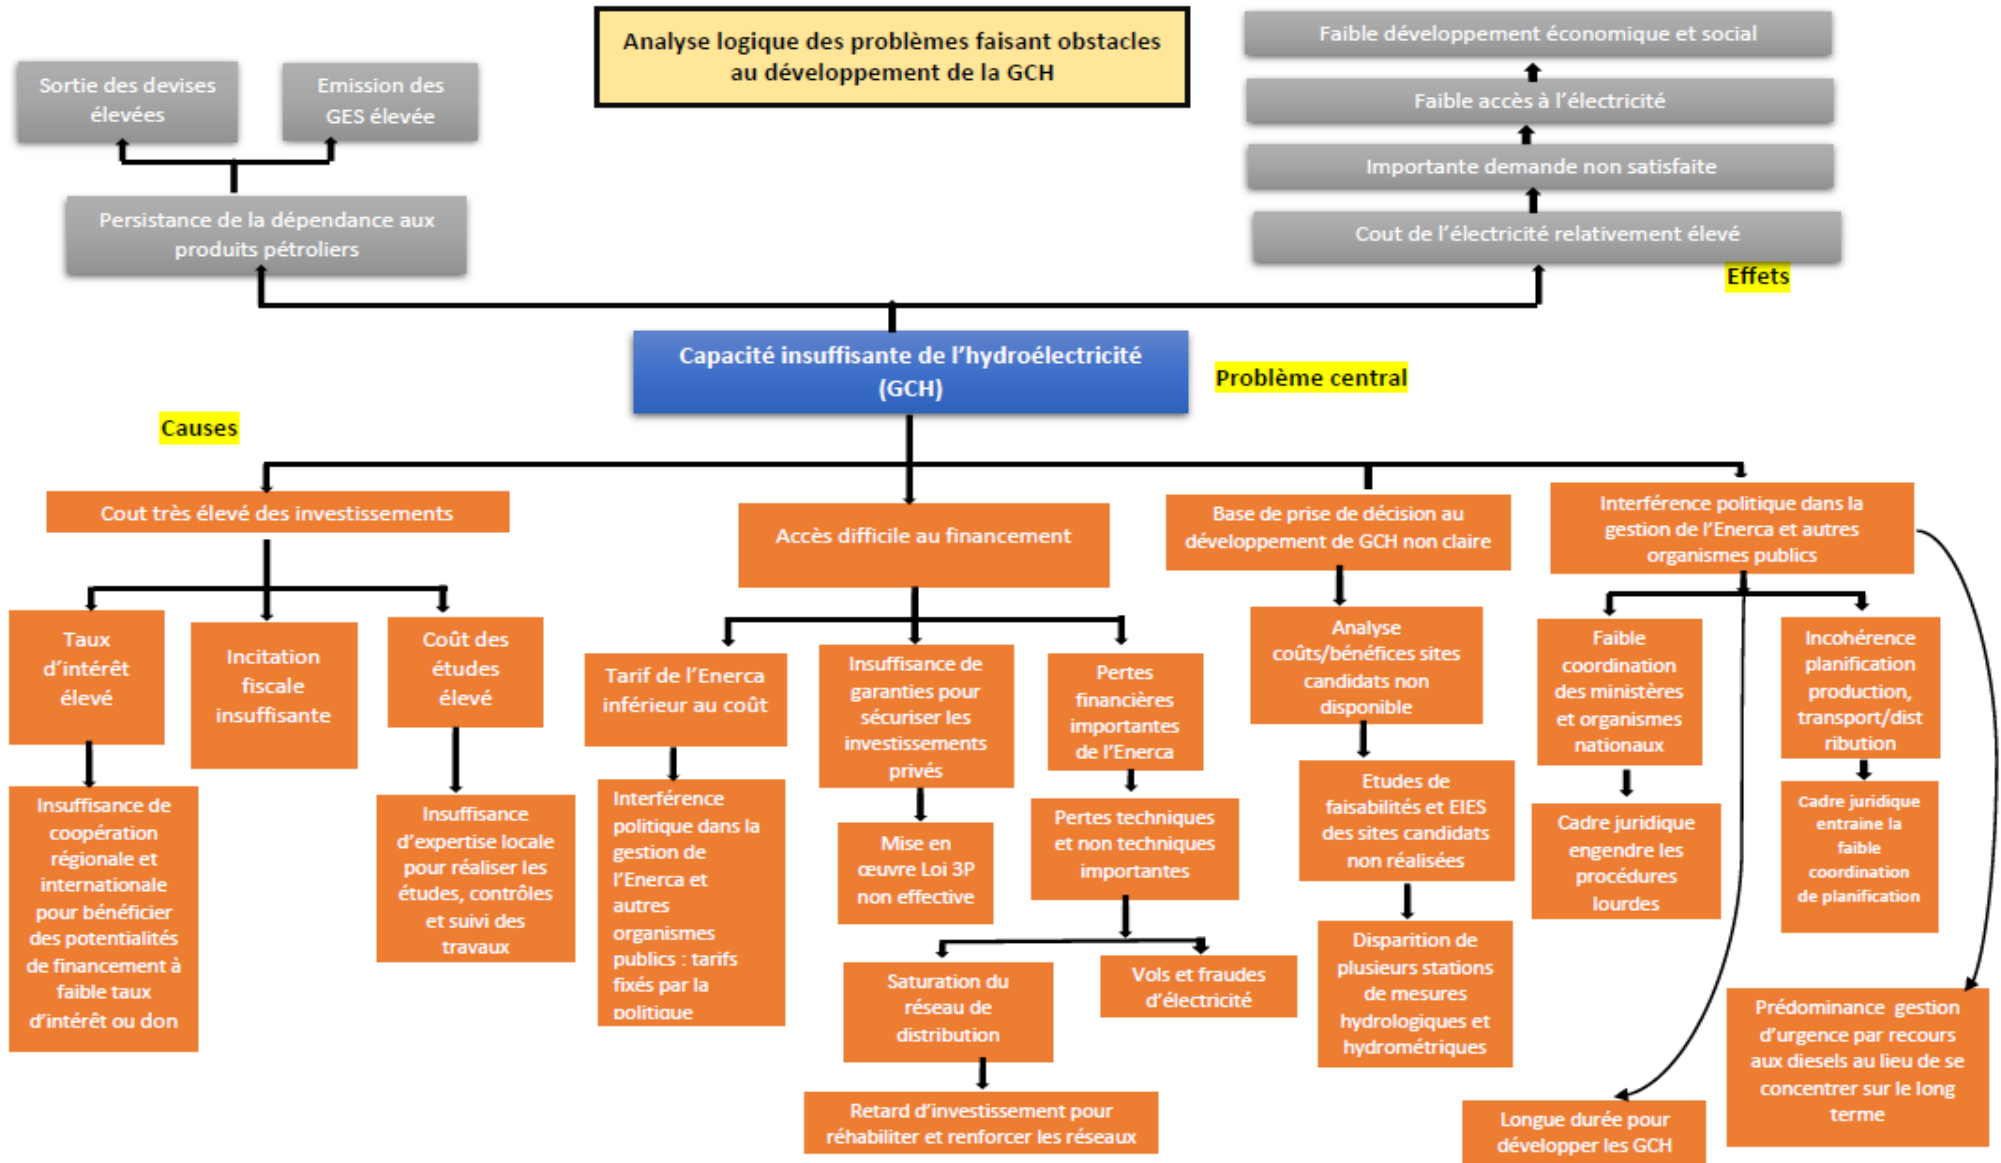 Analyse logique des problèmes faisant obstacles
au développement de la GCH
Sortie des devises
élevées
Emission des
GES élevée
Persistance de la dépendance aux
produits pétroliers
Faible développement économique et social
Faible accès à l'électricité
Importante demande non satisfaite
Cout de l'électricité relativement élevé
Effets
Capacité insuffisante de l'hydroélectricité
(GCH)
Problème central
Causes
Cout très élevé des investissements
Accès difficile au financement
Base de prise de décision au
développement de GCH non claire
Interférence politique dans la
gestion de l'Enerca et autres
organismes publics
Taux
d'intérêt
élevé
Incitation
fiscale
insuffisante
Coût des
études
élevé
Tarif de l'Enerca
inférieur au coût
Insuffisance de
garanties pour
sécuriser les
investissements
privés
Pertes
financières
importantes
de l'Enerca
Analyse
coûts/bénéfices sites
candidats non
disponible
Faible
coordination
des ministères
et organismes
nationaux
Incohérence
planification
production,
transport/dist
ribution
Insuffisance de
coopération
régionale et
internationale
pour bénéficier
des potentialités
de financement à
faible taux
d'intérêt ou don
Insuffisance
d'expertise locale
pour réaliser les
études, contrôles
et suivi des
travaux
Interférence
politique dans la
gestion de
l'Enerca et
autres
organismes
publics : tarifs
fixés par la
politique
Mise en
œuvre Loi 3P
non effective
Pertes techniques
et non techniques
importantes
Etudes de
faisabilités et EIES
des sites candidats
non réalisées
Cadre juridique
engendre les
procédures
lourdes
Cadre juridique
entraine la
faible
coordination
de planification
Saturation du
réseau de
distribution
Vols et fraudes
d'électricité
Disparition de
plusieurs stations
de mesures
hydrologiques et
hydrométriques
Prédominance gestion
d'urgence par recours
aux diesels au lieu de se
concentrer sur le long
terme
Retard d'investissement pour
réhabiliter et renforcer les réseaux
Longue durée pour
développer les GCH